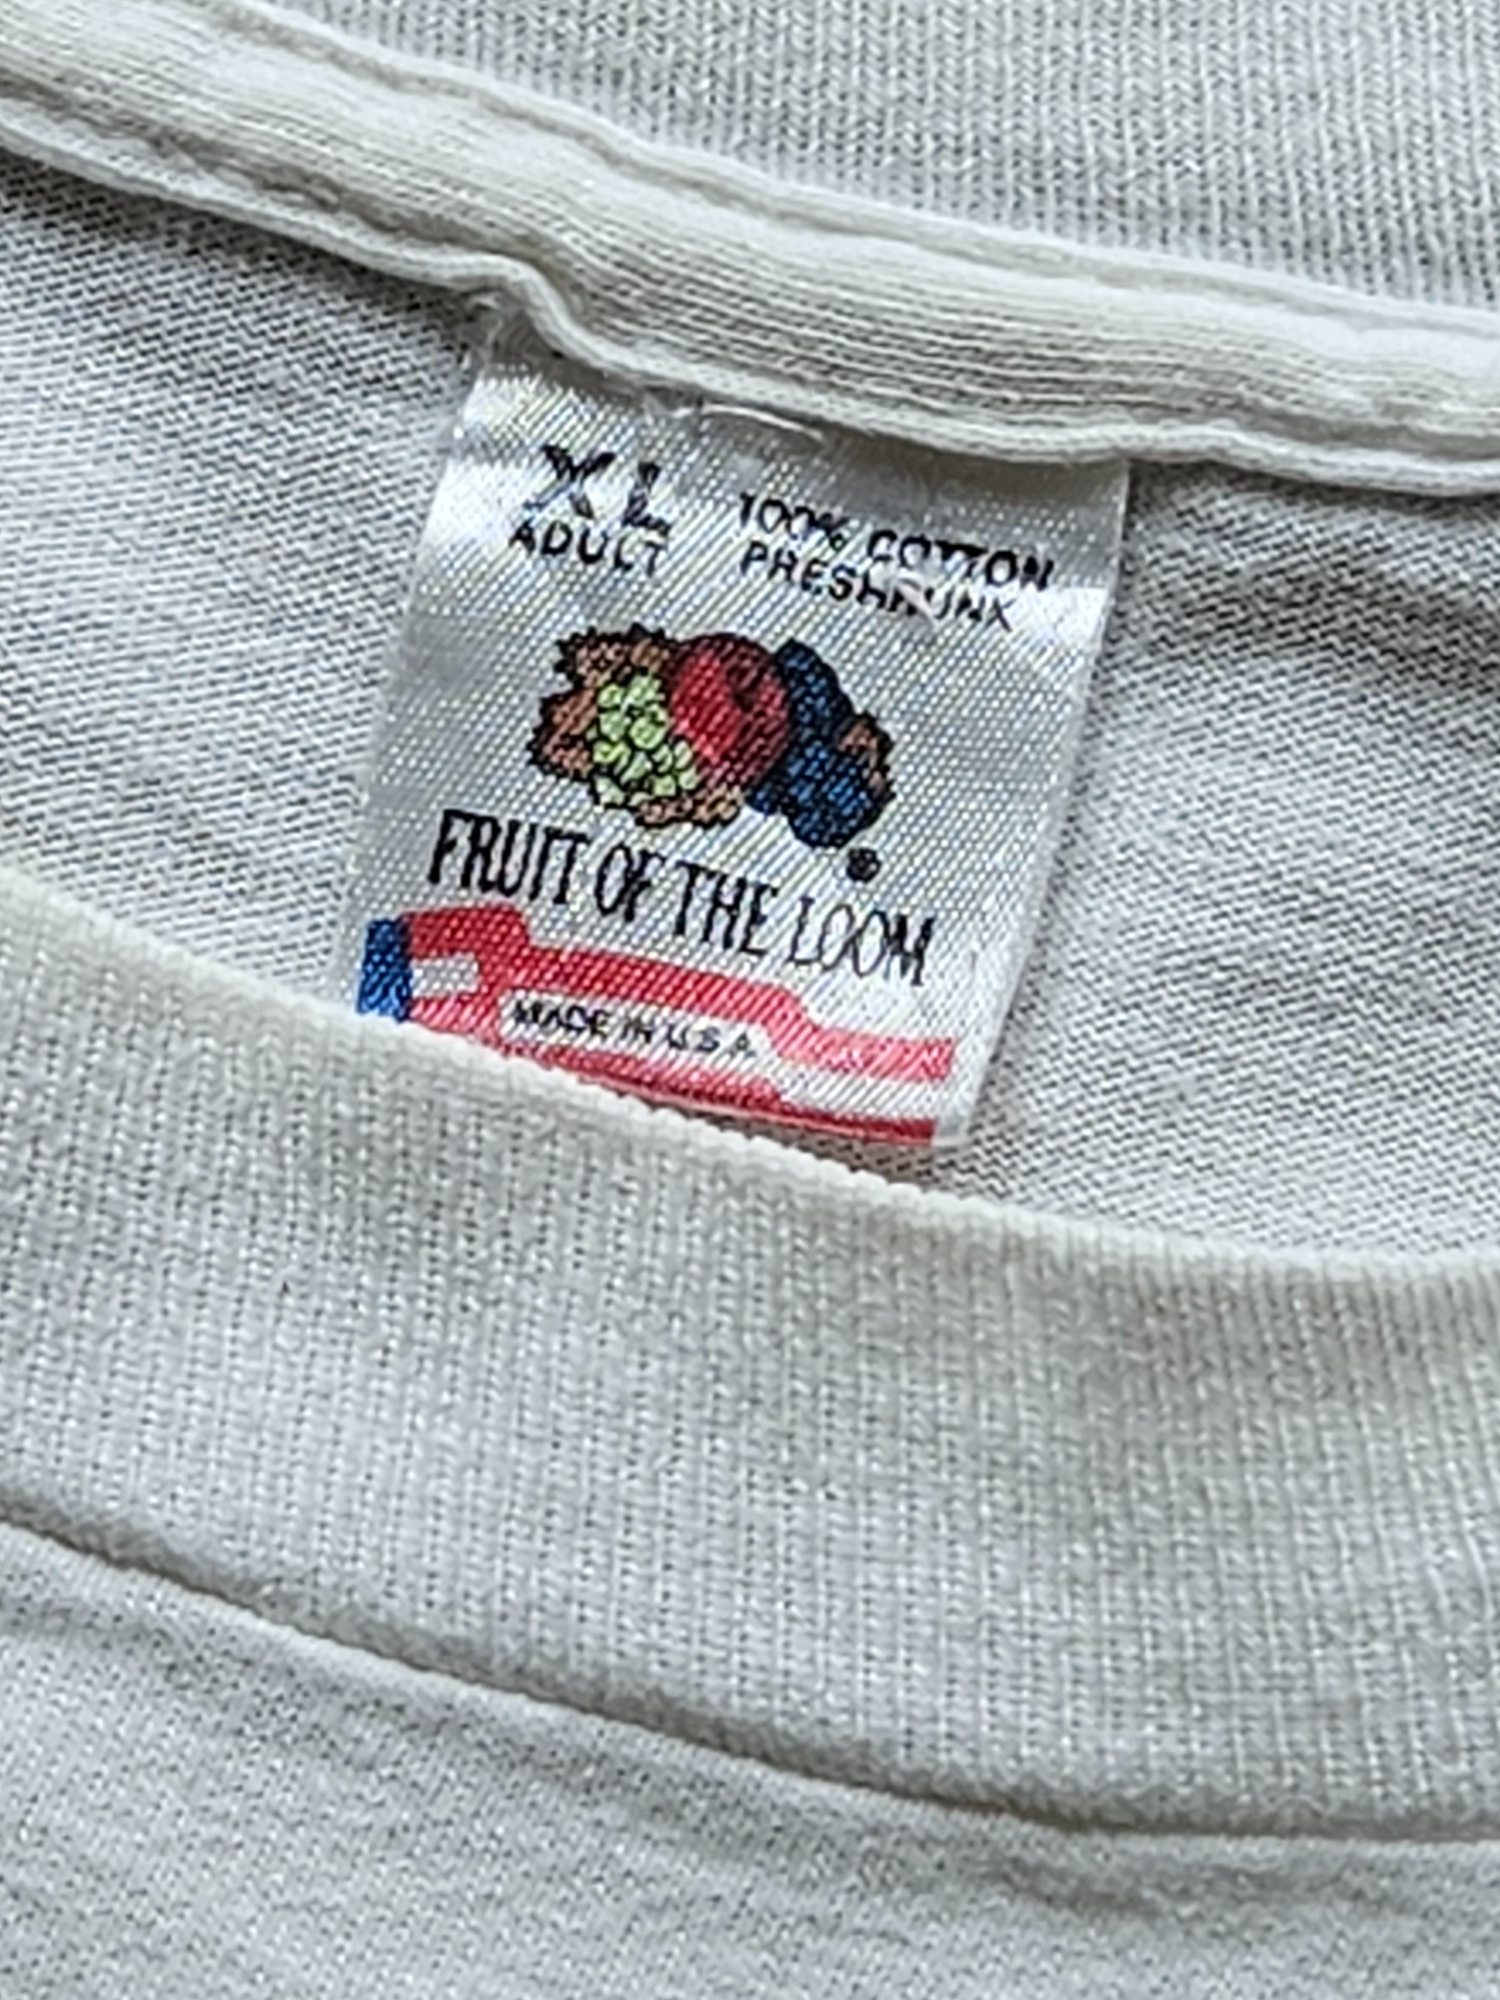 XL 100% COTTON
ADULT PRESHRUNK
FRUIT OF THE LOOM®
MADE IN U.S.A.